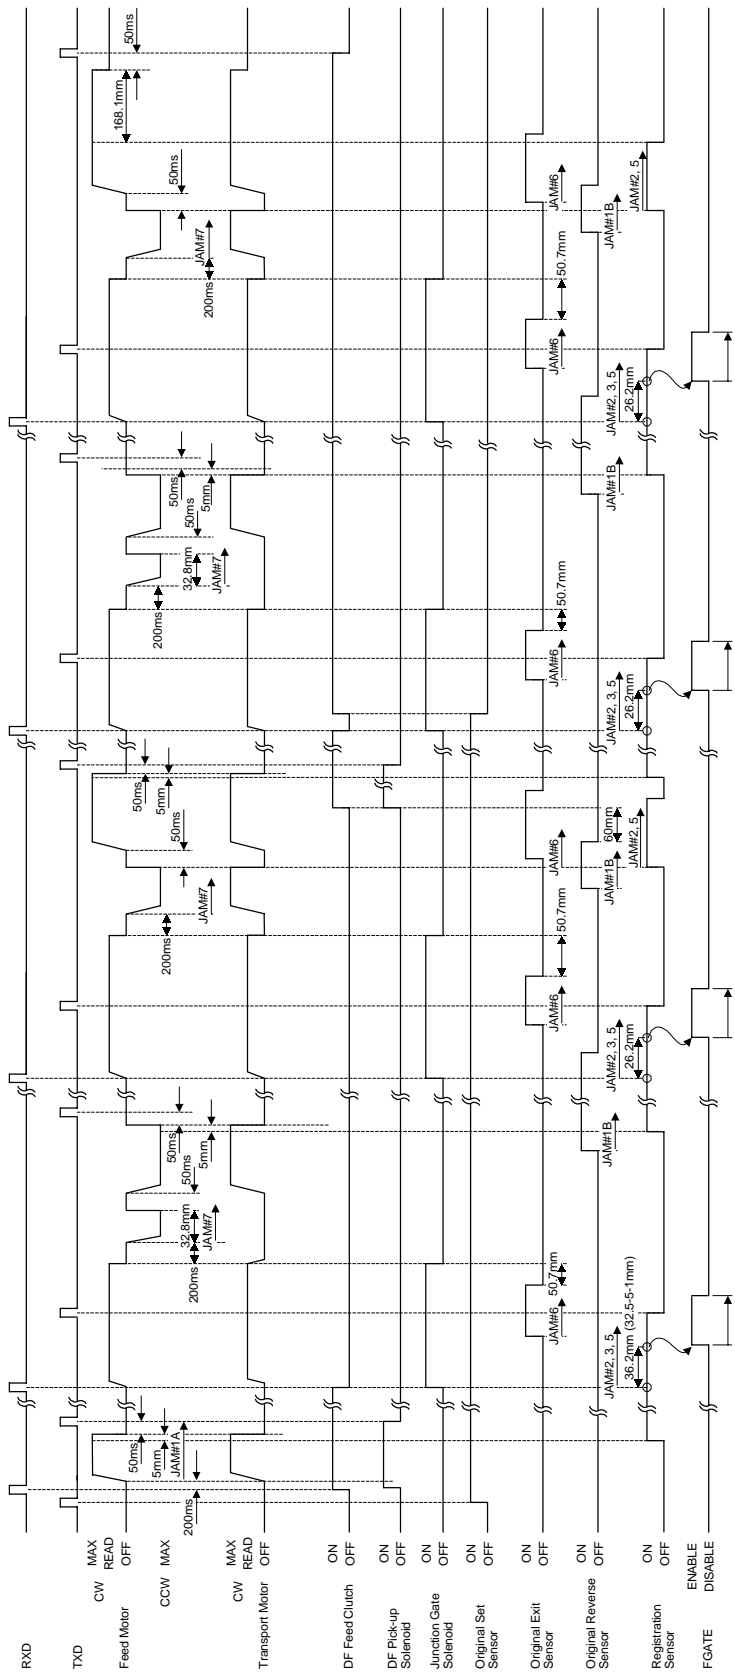 RXD
TXD
Feed Motor
CW
MAX
READ
OFF
CCW
MAX
Transport Motor
CW
MAX
READ
OFF
DF Feed Clutch
ON
OFF
DF Pick-up
Solenoid
ON
OFF
Junction Gate
Solenoid
ON
OFF
Original Set
Sensor
ON
OFF
Original Exit
Sensor
ON
OFF
Original Reverse
Sensor
ON
OFF
Registration
Sensor
ON
OFF
FGATE
ENABLE
DISABLE
200ms
50ms
5mm
JAM#1A
JAM#2, 3, 5
36.2mm (32.5-5-1mm)
JAM#6
50.7mm
200ms
32.8mm
JAM#7
50ms
5mm
50ms
JAM#1B
JAM#2, 3, 5
26.2mm
JAM#6
50.7mm
200ms
JAM#7
50ms
JAM#1B
JAM#6
60mm
JAM#2, 5
5mm
50ms
JAM#2, 3, 5
26.2mm
JAM#6
50.7mm
200ms
32.8mm
JAM#7
50ms
5mm
50ms
JAM#1B
JAM#2, 3, 5
26.2mm
JAM#6
50.7mm
200ms
JAM#7
50ms
JAM#1B
JAM#6
JAM#2, 5
168.1mm
50ms